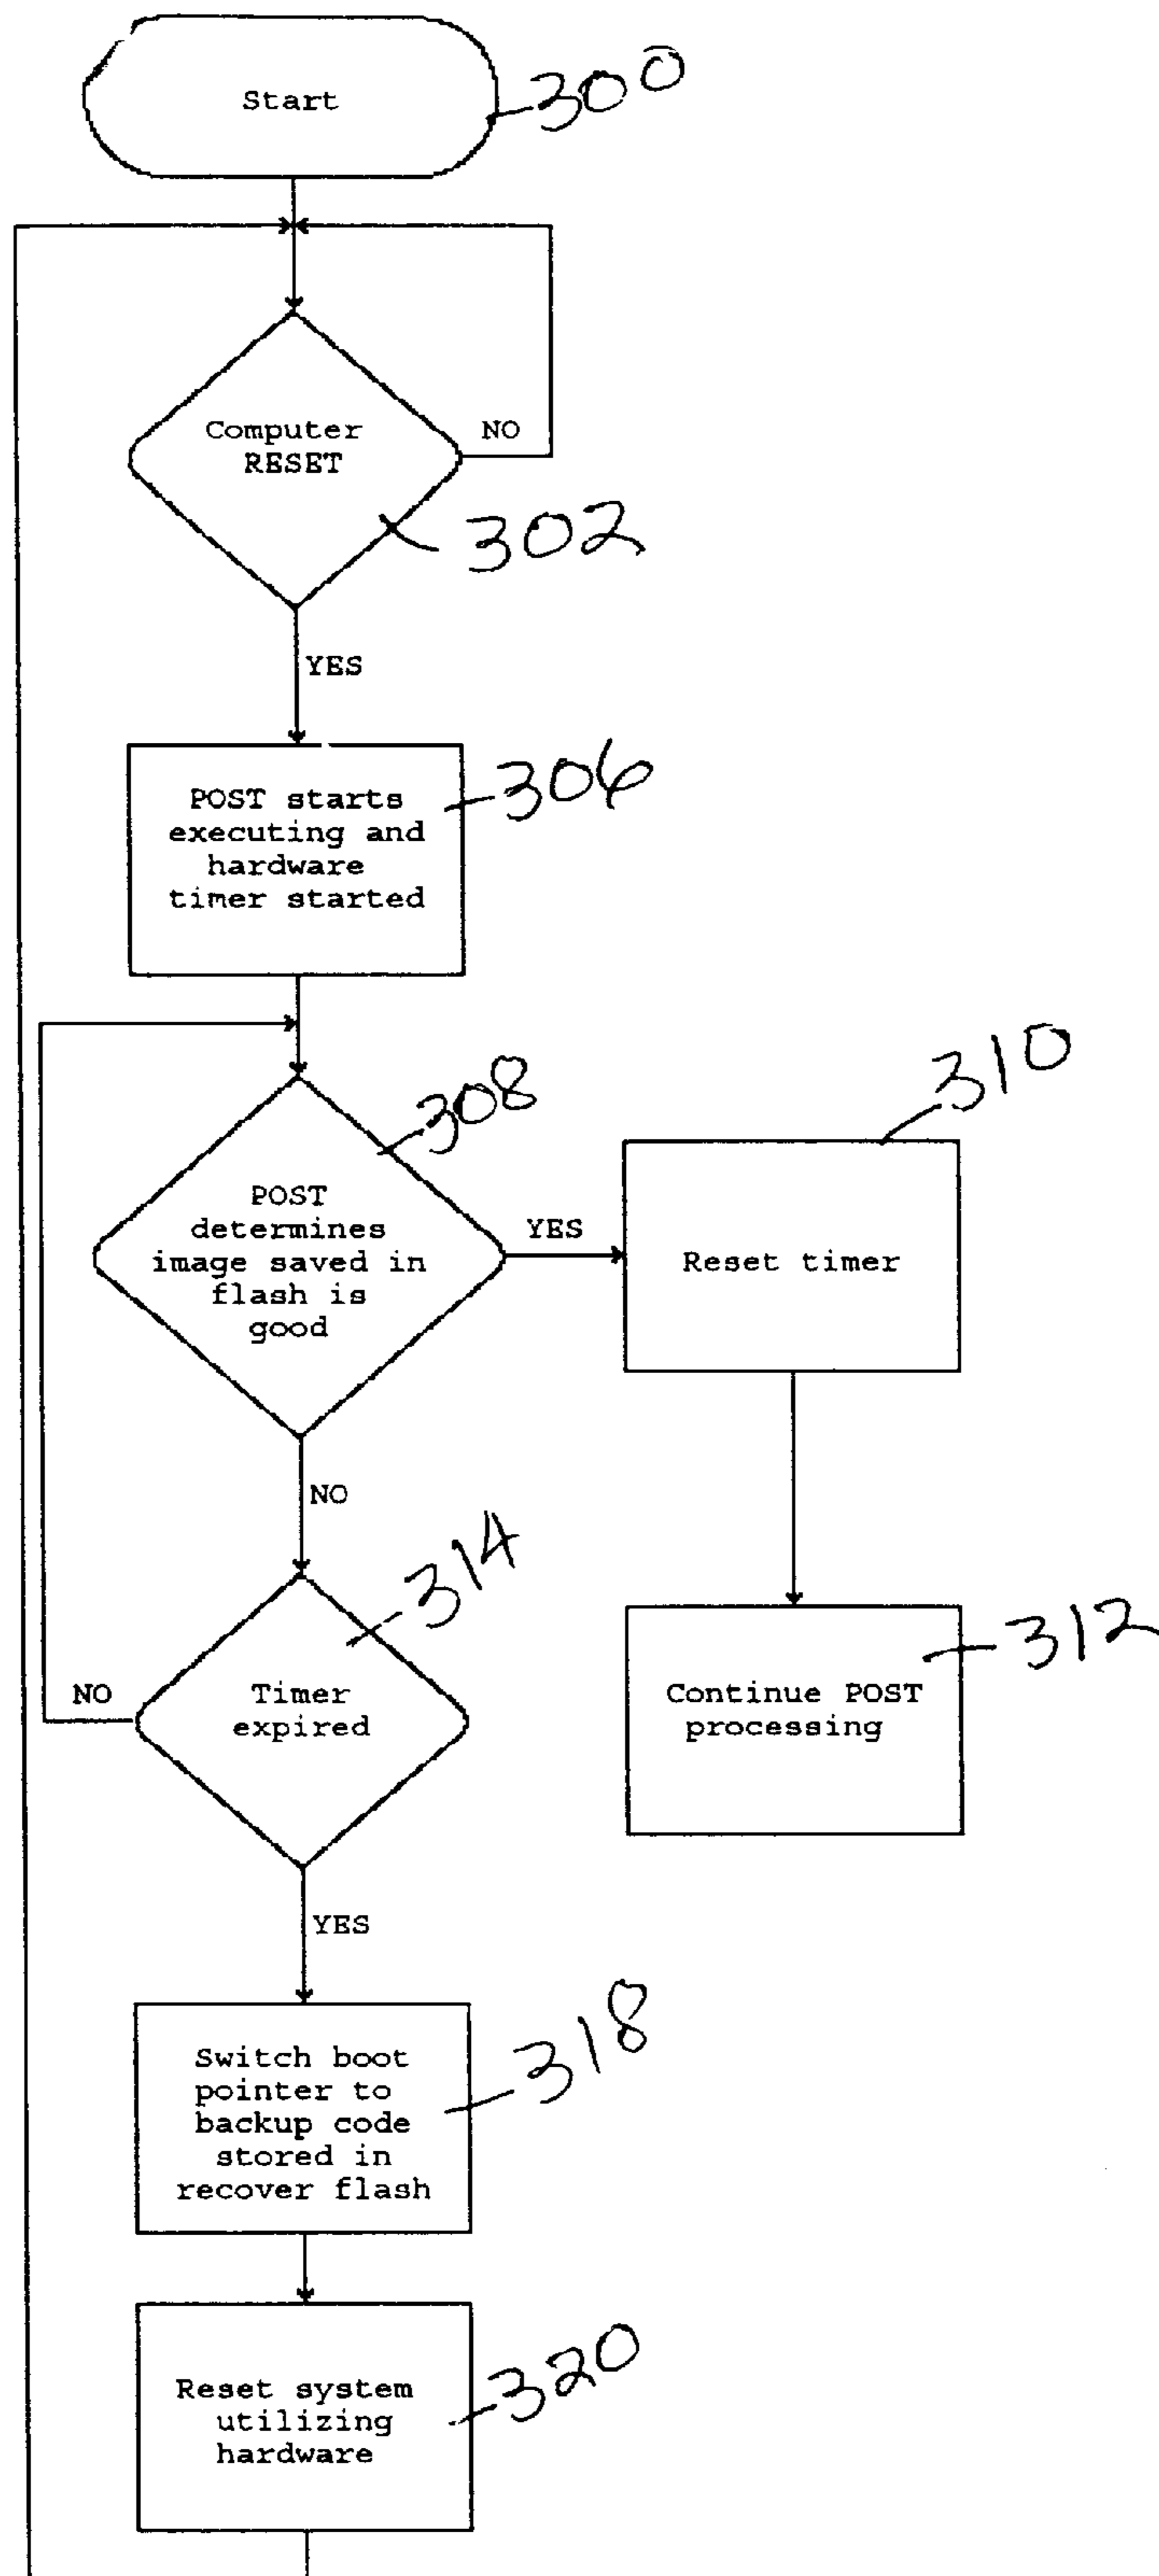 Start
300
Computer
RESET
NO
302
YES
POST starts
executing and
hardware
timer started
306
308
POST
determines
image saved in
flash is
good
YES
310
Reset timer
NO
314
Timer
expired
NO
312
Continue POST
processing
YES
Switch boot
pointer to
backup code
stored in
recover flash
318
Reset system
utilizing
hardware
320